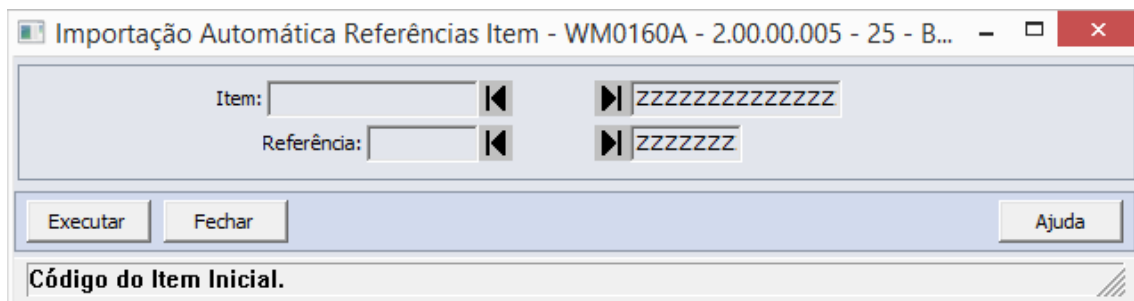 Importação Automática Referências Item - WM0160A - 2.00.00.005 - 25 - B...
Item: ZZZZZZZZZZZZZZ
Referência: ZZZZZZZ
Executar Fechar Ajuda
Código do Item Inicial.